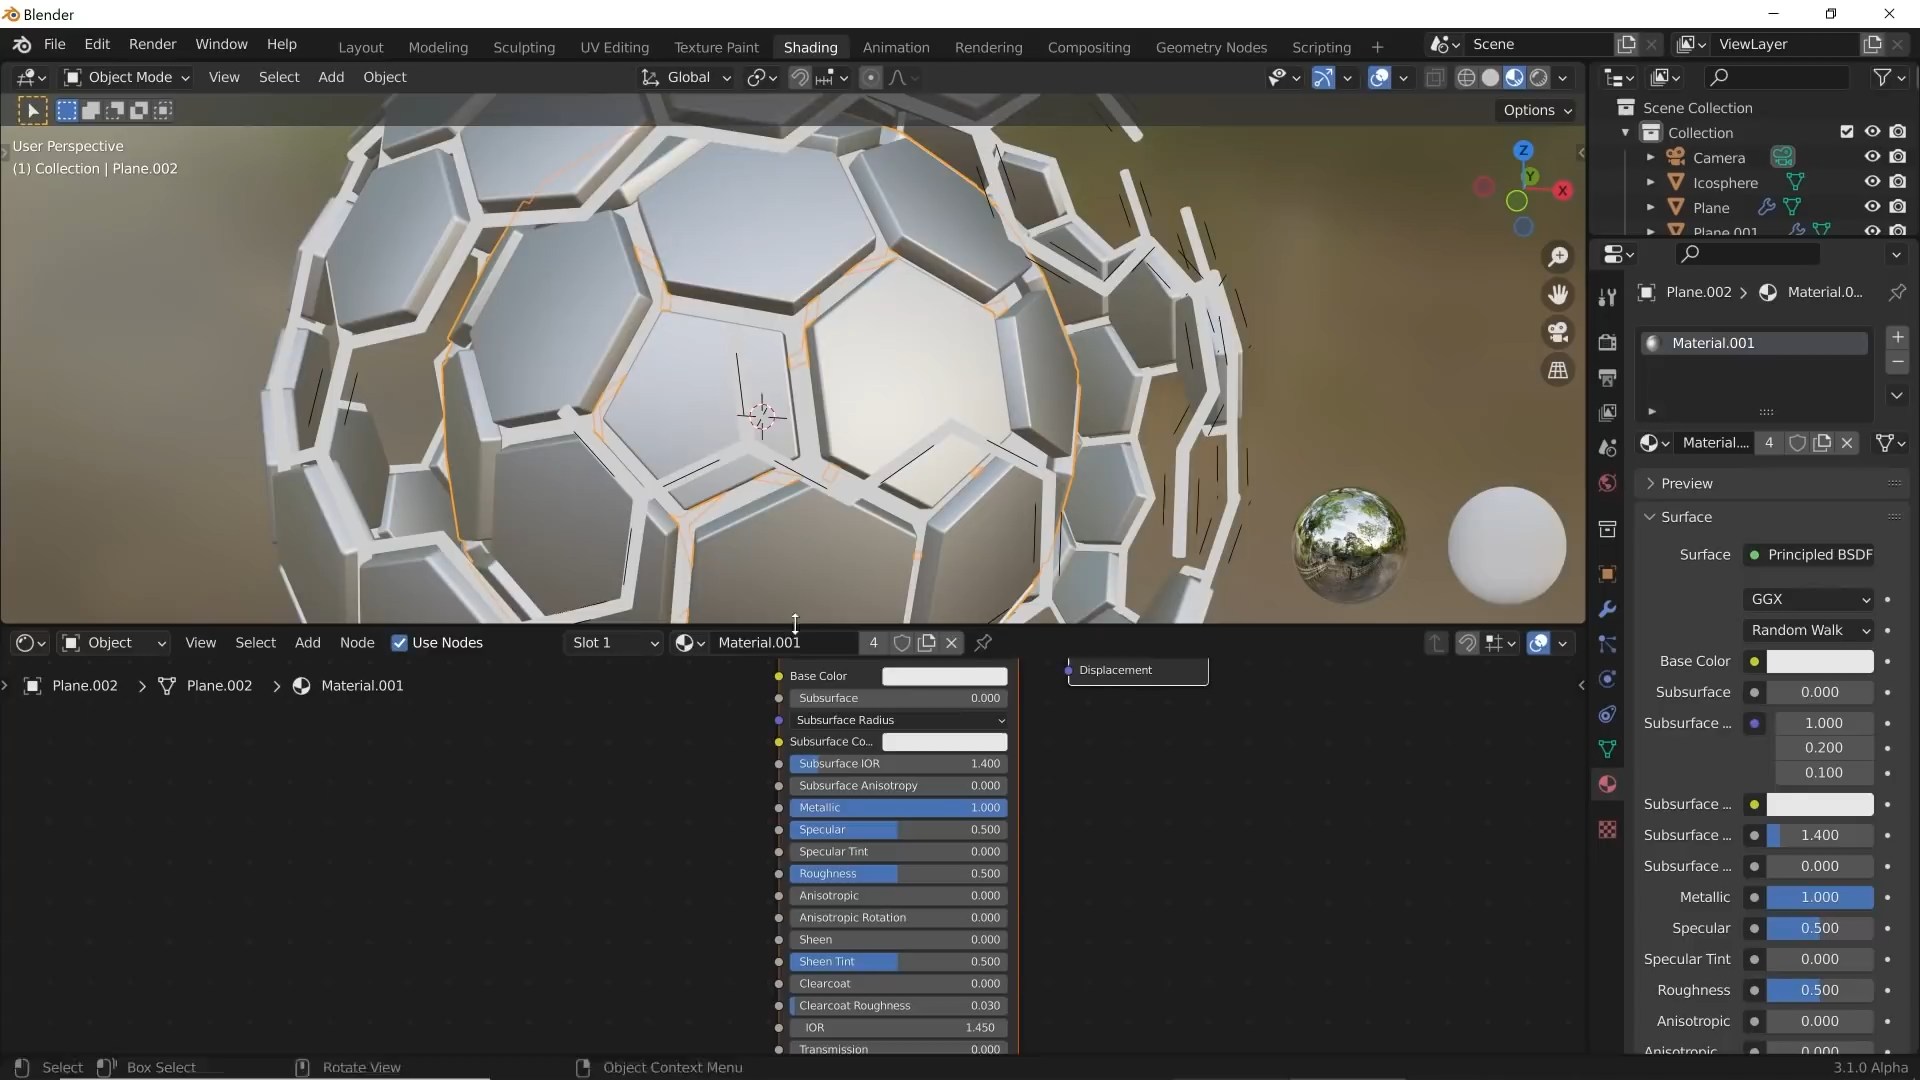 Blender
File Edit Render Window Help
Layout Modeling Sculpting UV Editing Texture Paint Shading Animation Rendering Compositing Geometry Nodes Scripting +
Scene
ViewLayer
Object Mode View Select Add Object
Global
Options
User Perspective
(1) Collection | Plane.002
Z
Y
X
Scene Collection
Collection
Camera
Icosphere
Plane
Plane.001
Plane.002 > Material.0...
Material.001
Material.... 4
Preview
Surface
Surface Principled BSDF
GGX
Random Walk
Base Color
Subsurface 0.000
Subsurface ... 1.000
0.200
0.100
Subsurface ...
Subsurface ... 1.400
Subsurface ... 0.000
Metallic 1.000
Specular 0.500
Specular Tint 0.000
Roughness 0.500
Anisotropic 0.000
Anisotropic 0.000
Object View Select Add Node Use Nodes Slot 1 Material.001 4
Plane.002 > Plane.002 > Material.001
Base Color
Subsurface 0.000
Subsurface Radius
Subsurface Co...
Subsurface IOR 1.400
Subsurface Anisotropy 0.000
Metallic 1.000
Specular 0.500
Specular Tint 0.000
Roughness 0.500
Anisotropic 0.000
Anisotropic Rotation 0.000
Sheen 0.000
Sheen Tint 0.500
Clearcoat 0.000
Clearcoat Roughness 0.030
IOR 1.450
Transmission 0.000
Displacement
Select Box Select Rotate View Object Context Menu 3.1.0 Alpha